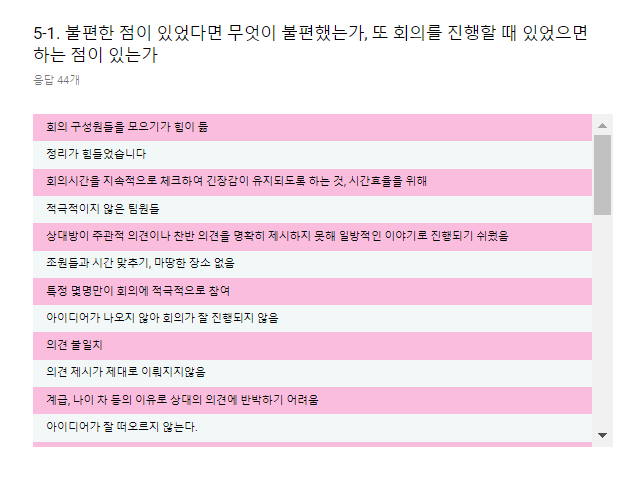 5-1. 불편한 점이 있었다면 무엇이 불편했는가, 또 회의를 진행할 때 있었으면
하는 점이 있는가
응답 44개
회의 구성원들을 모으기가 힘이 듦
정리가 힘들었습니다
회의시간을 지속적으로 체크하여 긴장감이 유지되도록 하는 것, 시간효율을 위해
적극적이지 않은 팀원들
상대방이 주관적 의견이나 찬반 의견을 명확히 제시하지 못해 일방적인 이야기로 진행되기 쉬웠음
조원들과 시간 맞추기, 마땅한 장소 없음
특정 몇명만이 회의에 적극적으로 참여
아이디어가 나오지 않아 회의가 잘 진행되지 않음
의견 불일치
의견 제시가 제대로 이뤄지지않음
계급, 나이 차 등의 이유로 상대의 의견에 반박하기 어려움
아이디어가 잘 떠오르지 않는다.